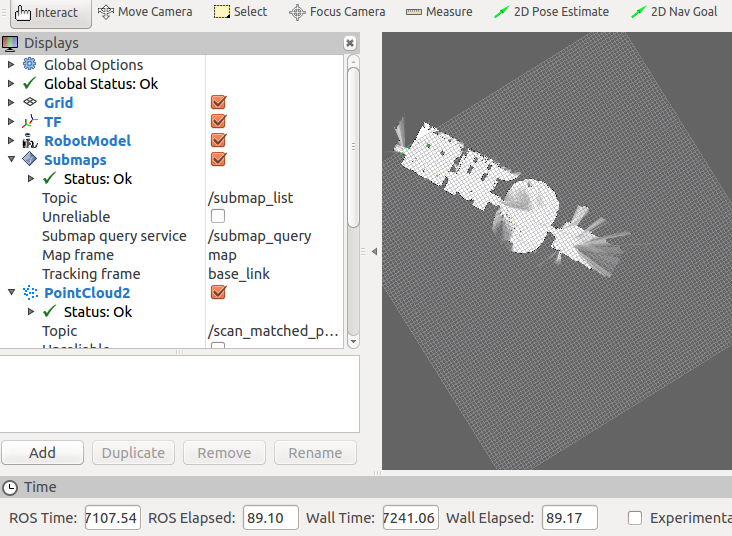 Interact Move Camera Select Focus Camera Measure 2D Pose Estimate 2D Nav Goal
Displays
Global Options
Global Status: Ok
Grid
TF
RobotModel
Submaps
Status: Ok
Topic /submap_list
Unreliable
Submap query service /submap_query
Map frame map
Tracking frame base_link
PointCloud2
Status: Ok
Topic /scan_matched_p...
Add Duplicate Remove Rename
Time
ROS Time: 7107.54 ROS Elapsed: 89.10 Wall Time: 7241.06 Wall Elapsed: 89.17 Experimenta